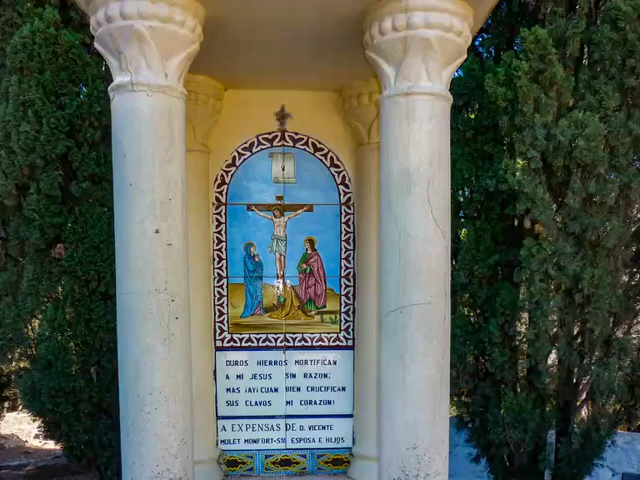 DUROS HIERROS MORTIFICAN
A MI JESUS SIN RAZON;
MAS ¡AY! CUAN BIEN CRUCIFICAN
SUS CLAVOS MI CORAZON!
A EXPENSAS DE D. VICENTE
MULET MONFORT-SRA ESPOSA E HIJOS